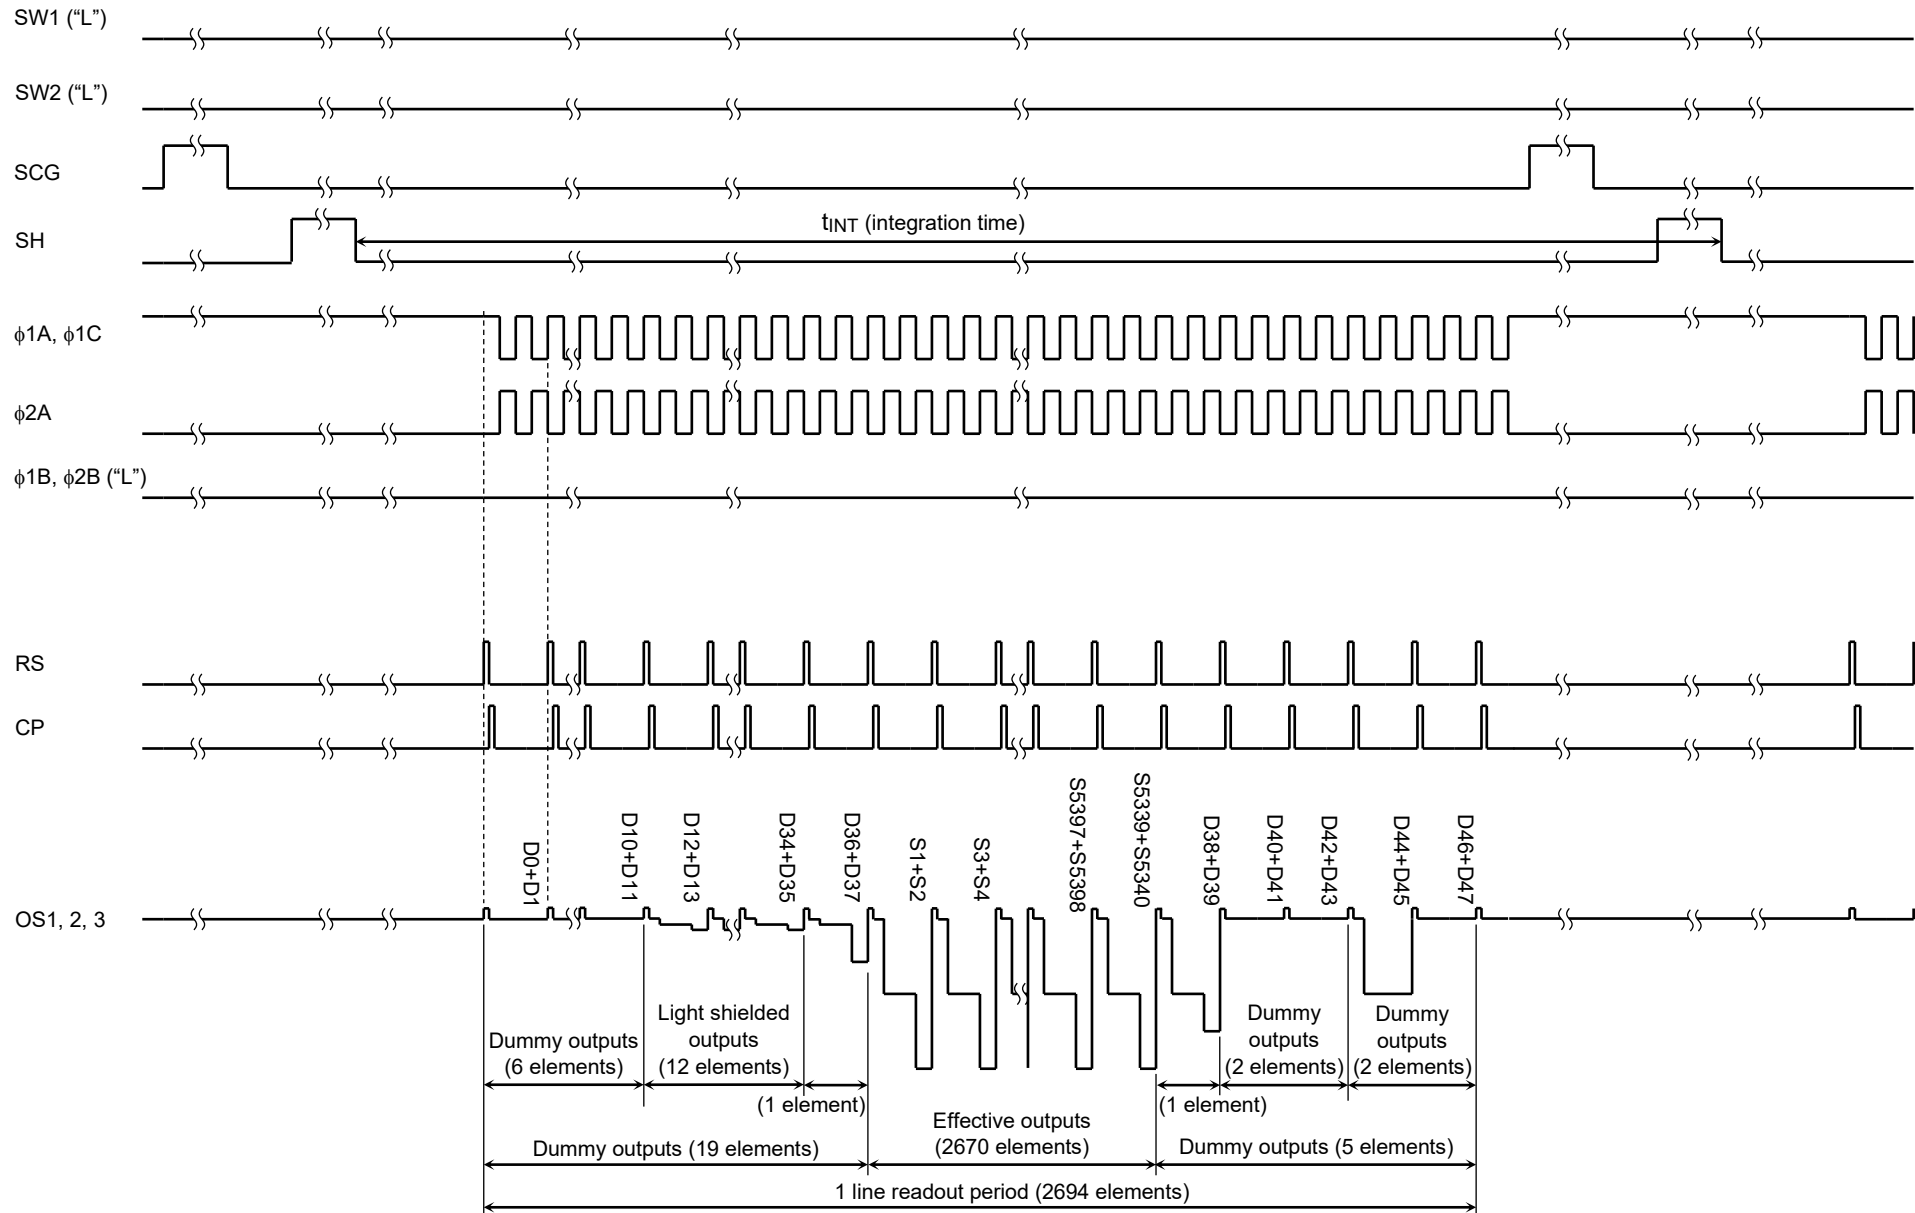 SW1 (“L”)
SW2 (“L”)
SCG
SH
tINT (integration time)
ϕ1A, ϕ1C
ϕ2A
ϕ1B, ϕ2B (“L”)
RS
CP
OS1, 2, 3
D0+D1
D10+D11
D12+D13
D34+D35
D36+D37
S1+S2
S3+S4
S5397+S5398
S5339+S5340
D38+D39
D40+D41
D42+D43
D44+D45
D46+D47
Dummy outputs
(6 elements)
Light shielded
outputs
(12 elements)
(1 element)
Effective outputs
(2670 elements)
(1 element)
Dummy
outputs
(2 elements)
Dummy
outputs
(2 elements)
Dummy outputs (19 elements)
Dummy outputs (5 elements)
1 line readout period (2694 elements)